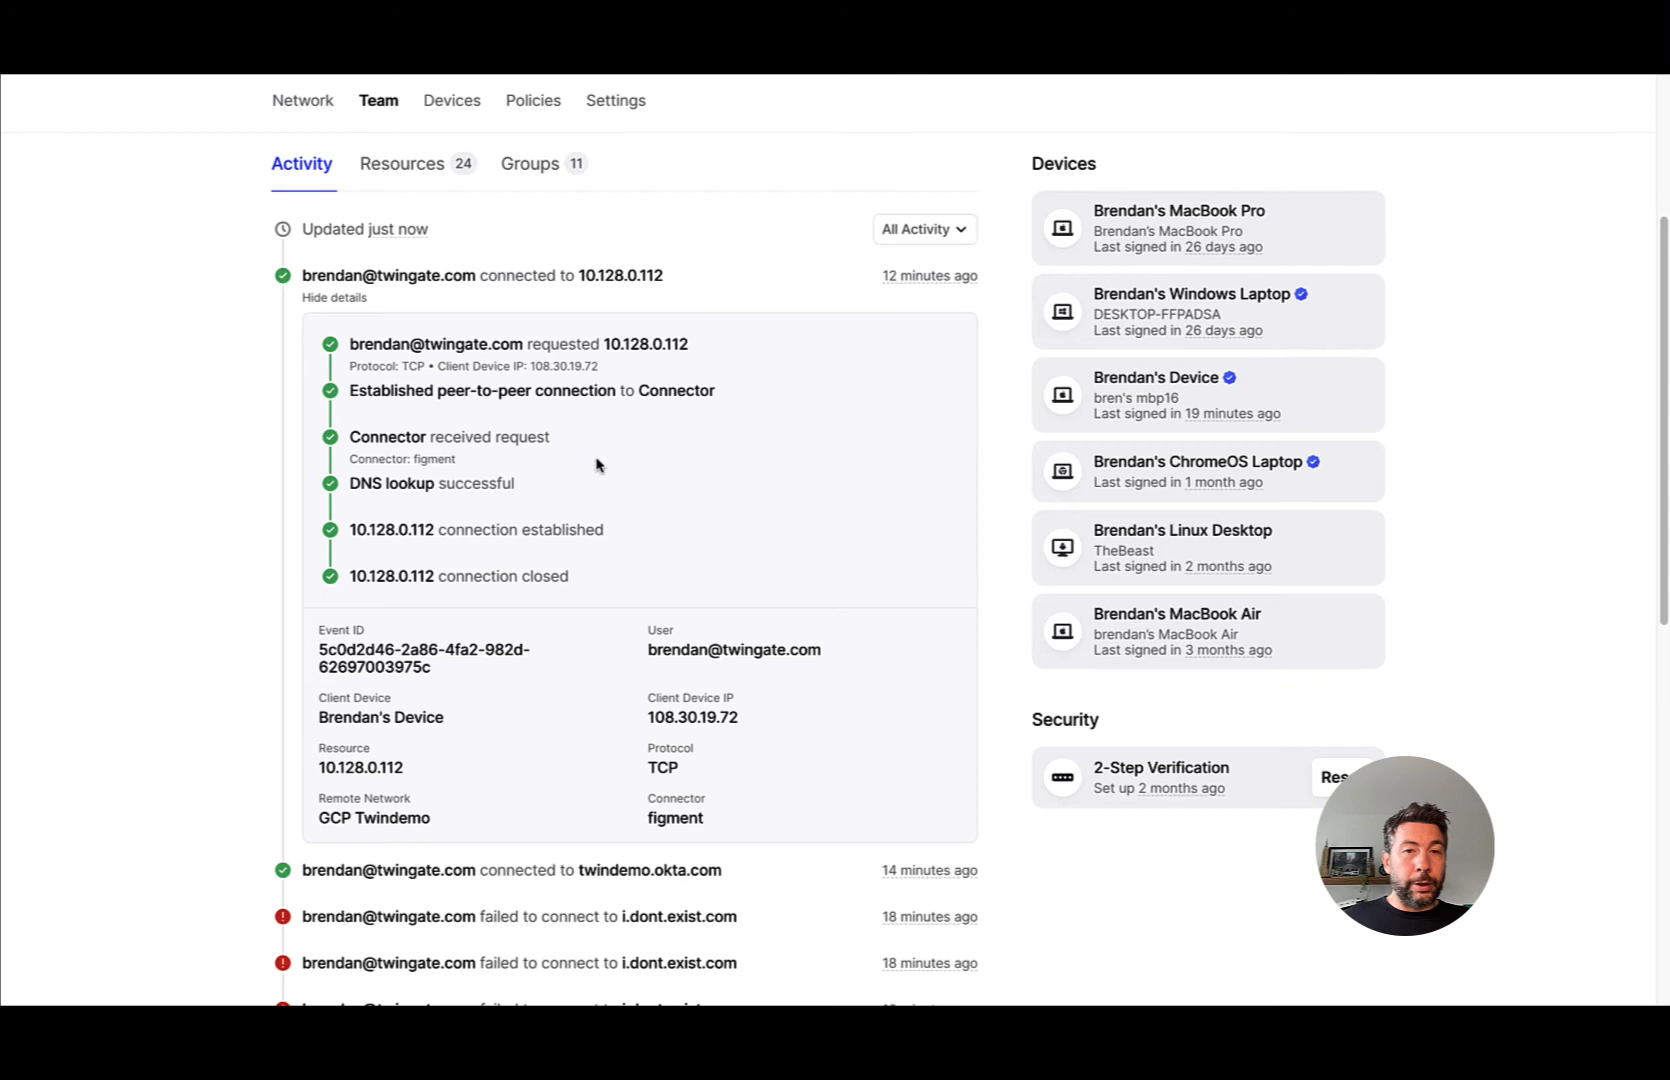 Network Team Devices Policies Settings
Activity Resources 24 Groups 11
Updated just now All Activity
brendan@twingate.com connected to 10.128.0.112 12 minutes ago
Hide details
brendan@twingate.com requested 10.128.0.112
Protocol: TCP • Client Device IP: 108.30.19.72
Established peer-to-peer connection to Connector
Connector received request
Connector: figment
DNS lookup successful
10.128.0.112 connection established
10.128.0.112 connection closed
Event ID
5c0d2d46-2a86-4fa2-982d-
62697003975c
User
brendan@twingate.com
Client Device
Brendan's Device
Client Device IP
108.30.19.72
Resource
10.128.0.112
Protocol
TCP
Remote Network
GCP Twindemo
Connector
figment
brendan@twingate.com connected to twindemo.okta.com 14 minutes ago
brendan@twingate.com failed to connect to i.dont.exist.com 18 minutes ago
brendan@twingate.com failed to connect to i.dont.exist.com 18 minutes ago
Devices
Brendan's MacBook Pro
Brendan's MacBook Pro
Last signed in 26 days ago
Brendan's Windows Laptop
DESKTOP-FFPADSA
Last signed in 26 days ago
Brendan's Device
bren's mbp16
Last signed in 19 minutes ago
Brendan's ChromeOS Laptop
Last signed in 1 month ago
Brendan's Linux Desktop
TheBeast
Last signed in 2 months ago
Brendan's MacBook Air
brendan's MacBook Air
Last signed in 3 months ago
Security
2-Step Verification
Set up 2 months ago